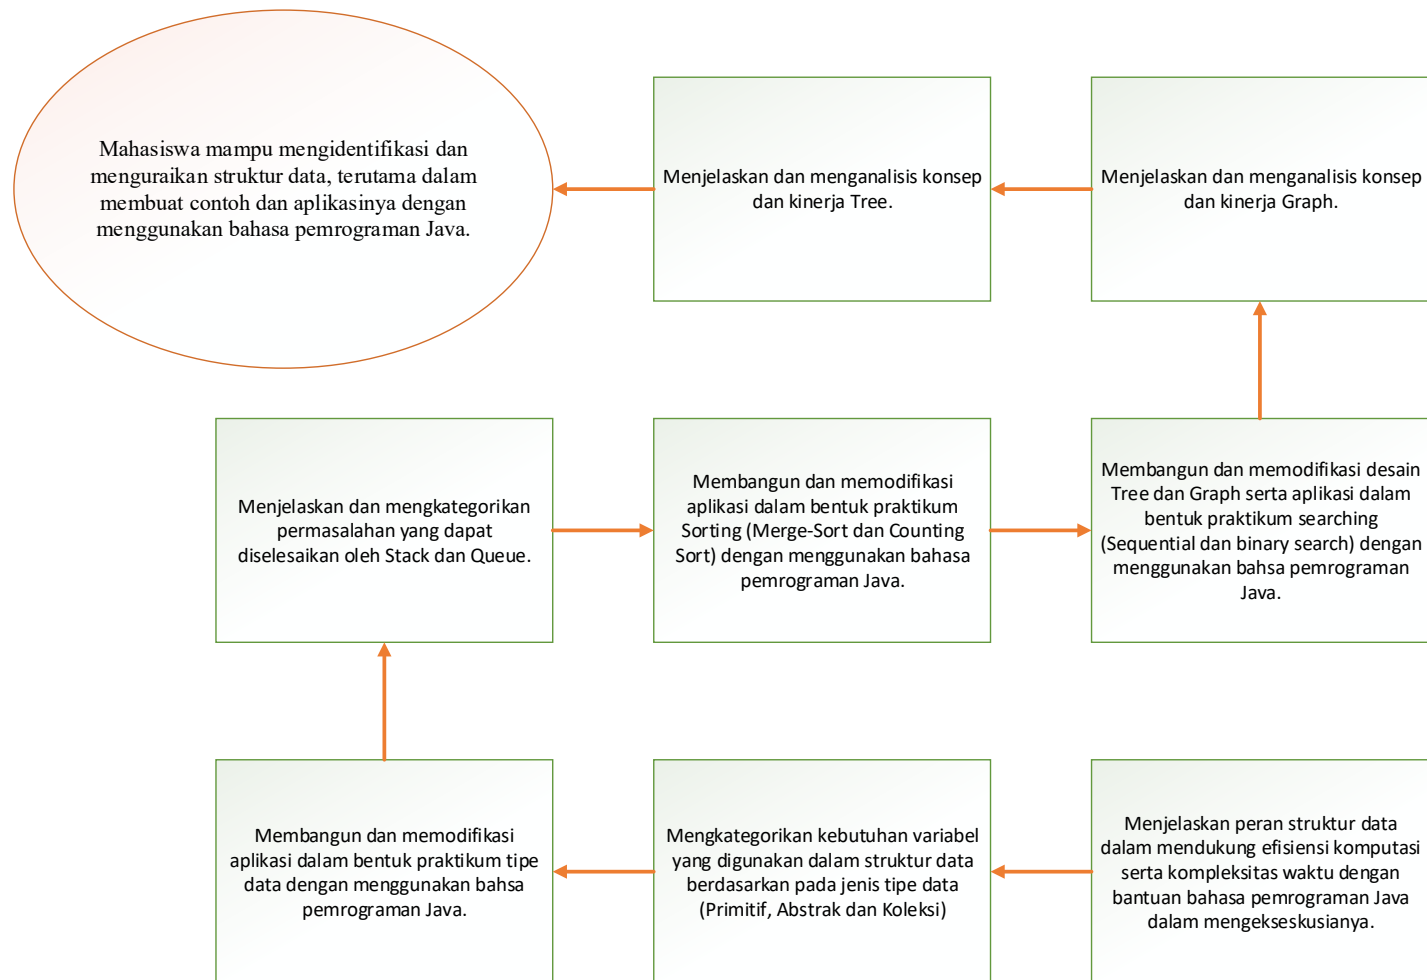 Mahasiswa mampu mengidentifikasi dan
menguraikan struktur data, terutama dalam
membuat contoh dan aplikasinya dengan
menggunakan bahasa pemrograman Java.
Menjelaskan dan menganalisis konsep
dan kinerja Tree.
Menjelaskan dan menganalisis konsep
dan kinerja Graph.
Menjelaskan dan mengkategorikan
permasalahan yang dapat
diselesaikan oleh Stack dan Queue.
Membangun dan memodifikasi
aplikasi dalam bentuk praktikum
Sorting (Merge-Sort dan Counting
Sort) dengan menggunakan bahasa
pemrograman Java.
Membangun dan memodifikasi desain
Tree dan Graph serta aplikasi dalam
bentuk praktikum searching
(Sequential dan binary search) dengan
menggunakan bahsa pemrograman
Java.
Membangun dan memodifikasi
aplikasi dalam bentuk praktikum tipe
data dengan menggunakan bahsa
pemrograman Java.
Mengkategorikan kebutuhan variabel
yang digunakan dalam struktur data
berdasarkan pada jenis tipe data
(Primitif, Abstrak dan Koleksi)
Menjelaskan peran struktur data
dalam mendukung efisiensi komputasi
serta kompleksitas waktu dengan
bantuan bahasa pemrograman Java
dalam mengekseskusianya.